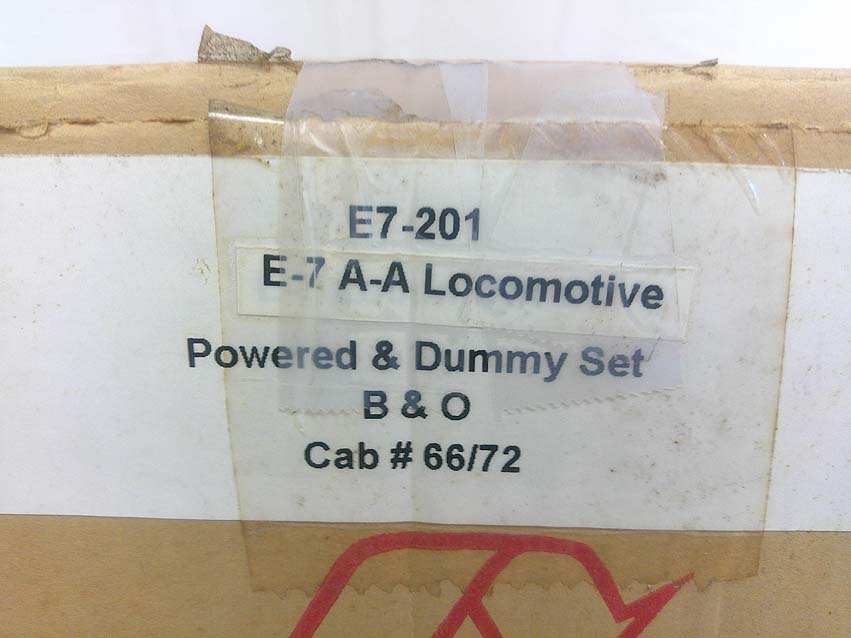 E7-201
E-7 A-A Locomotive
Powered & Dummy Set
B & O
Cab # 66/72